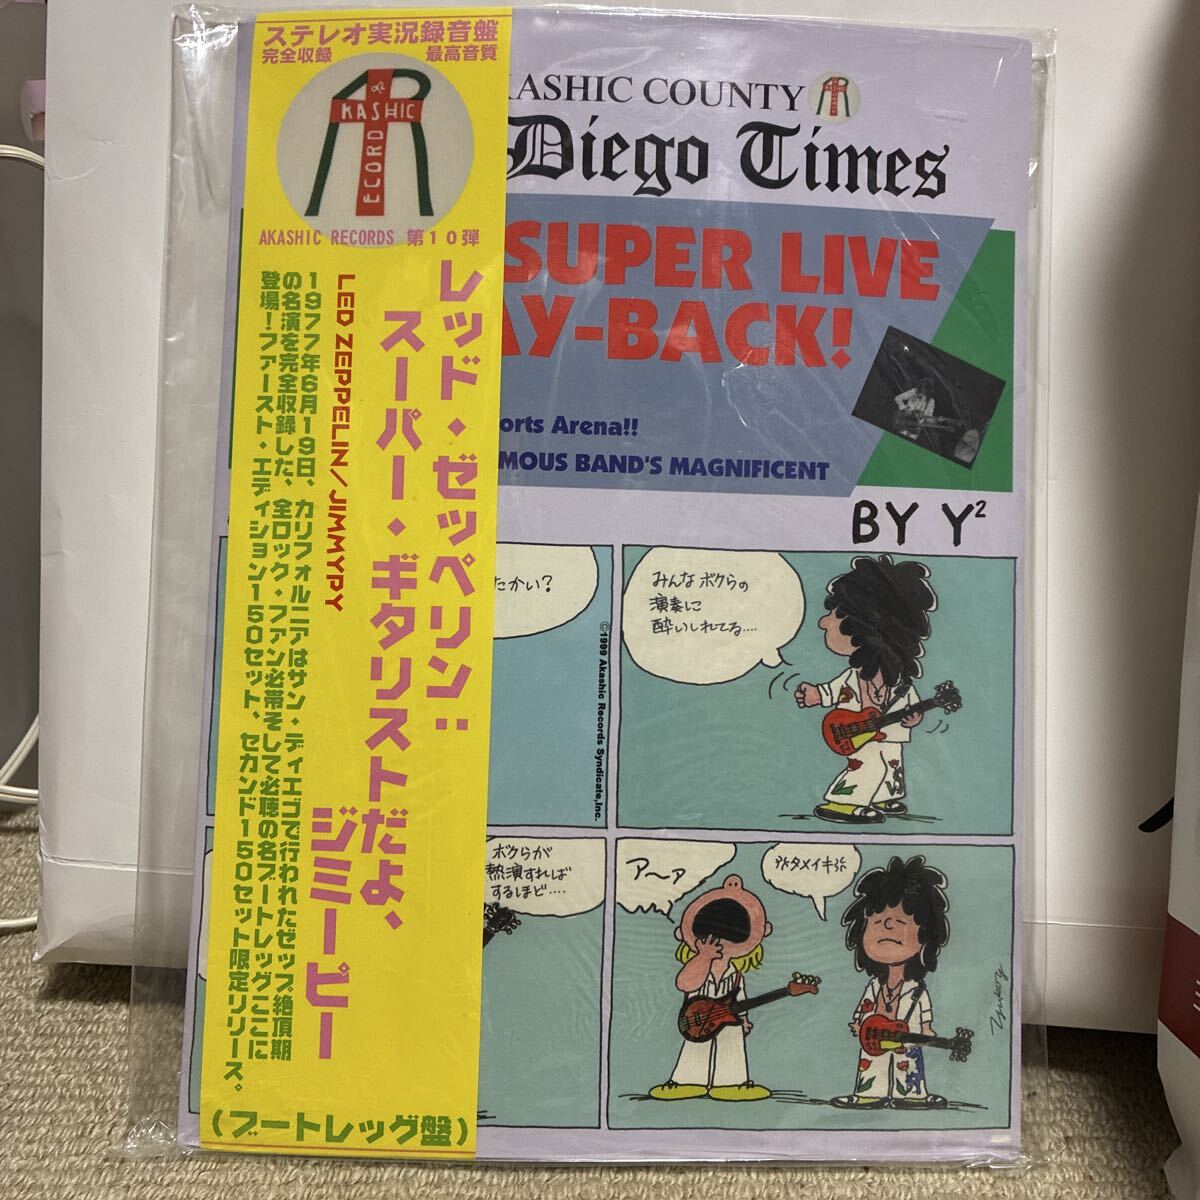 ステレオ実況録音盤
完全収録 最高音質
AR
KASHIC
RECORD
AKASHIC RECORDS 第10弾
レッド・ゼッペリン:
スーパー・ギタリストだよ、
ジミーピー
LED ZEPPELIN/JIMMYPY
1977年6月19日、カリフォルニアはサン・ディエゴで行われたゼップ絶頂期
の名演を完全収録した、全ロック・ファン必帯そして必聴の名ブートレッグここに
登場!ファースト・エディション150セット、セカンド150セット限定リリース。
(ブートレッグ盤)
KASHIC COUNTY
Diego Times
SUPER LIVE
AY-BACK!
orts Arena!!
MOUS BAND'S MAGNIFICENT
BY Y²
たかい?
©1999 Akashic Records Syndicate,Inc.
みんなボクらの
演奏に
酔いしれてる....
ボクらが
熱演すれば
するほど....
ア〜ァ
タメイキ